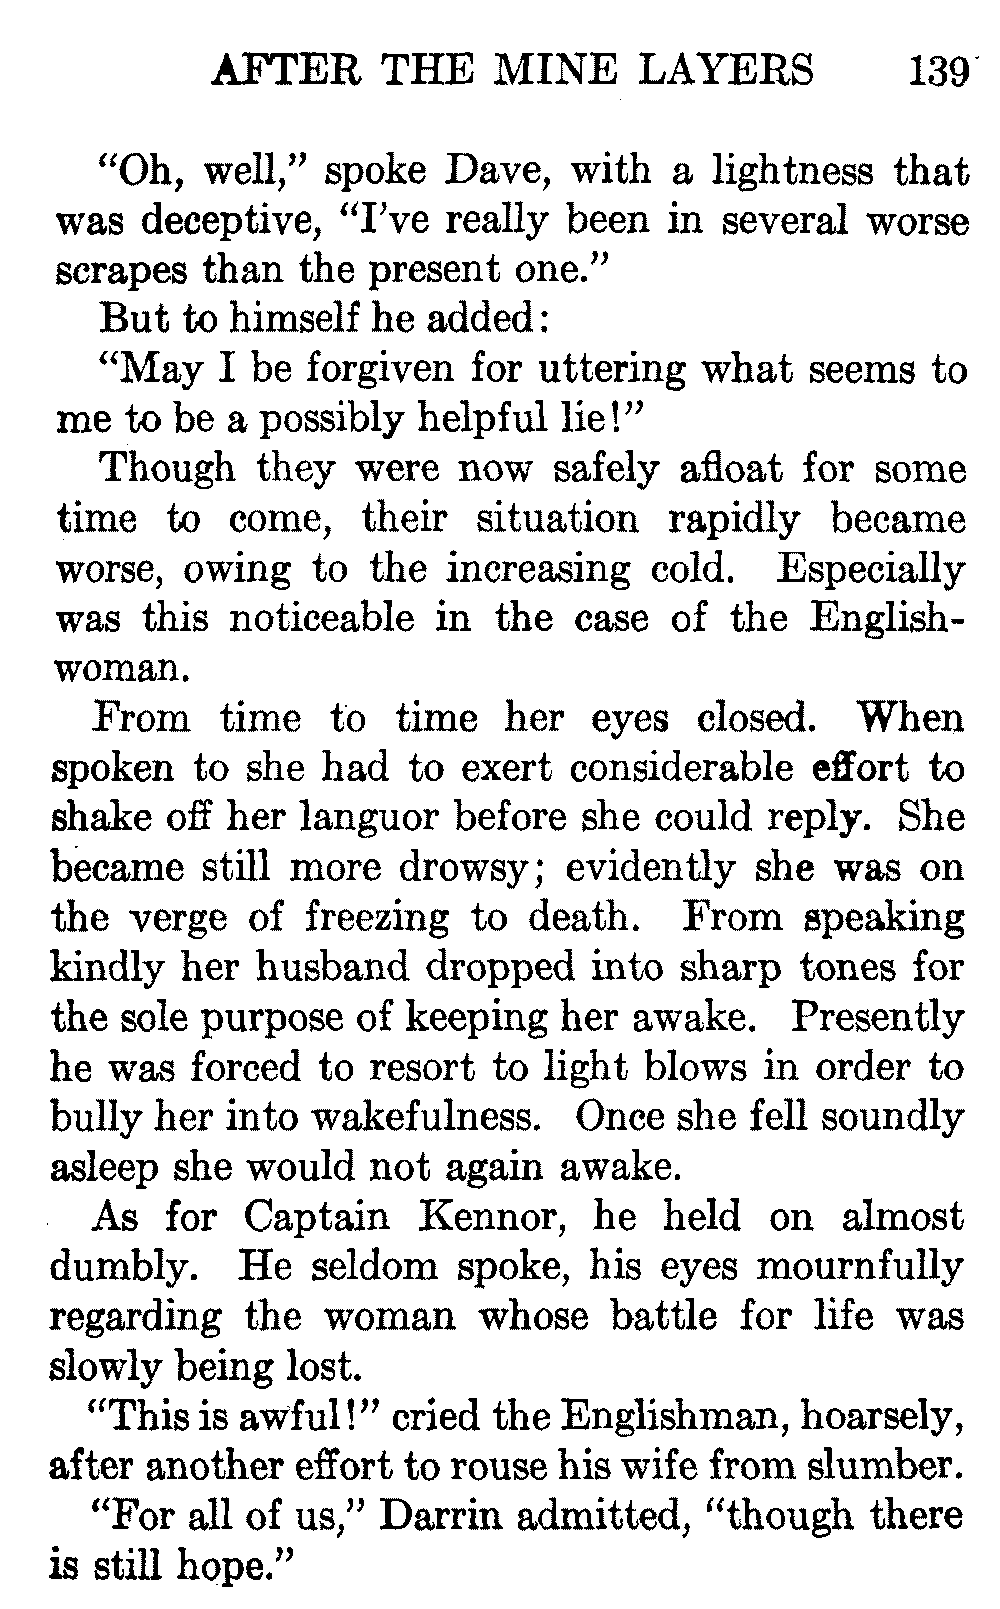 AFTER THE MINE LAYERS 139
“Oh, well,” spoke Dave, with a lightness that
was deceptive, “I’ve really been in several worse
scrapes than the present one.”
But to himself he added:
“May I be forgiven for uttering what seems to
me to be a possibly helpful lie!”
Though they were now safely afloat for some
time to come, their situation rapidly became
worse, owing to the increasing cold. Especially
was this noticeable in the case of the English-
woman.
From time to time her eyes closed. When
spoken to she had to exert considerable effort to
shake off her languor before she could reply. She
became still more drowsy; evidently she was on
the verge of freezing to death. From speaking
kindly her husband dropped into sharp tones for
the sole purpose of keeping her awake. Presently
he was forced to resort to light blows in order to
bully her into wakefulness. Once she fell soundly
asleep she would not again awake.
As for Captain Kennor, he held on almost
dumbly. He seldom spoke, his eyes mournfully
regarding the woman whose battle for life was
slowly being lost.
“This is awful!” cried the Englishman, hoarsely,
after another effort to rouse his wife from slumber.
“For all of us,” Darrin admitted, “though there
is still hope.”